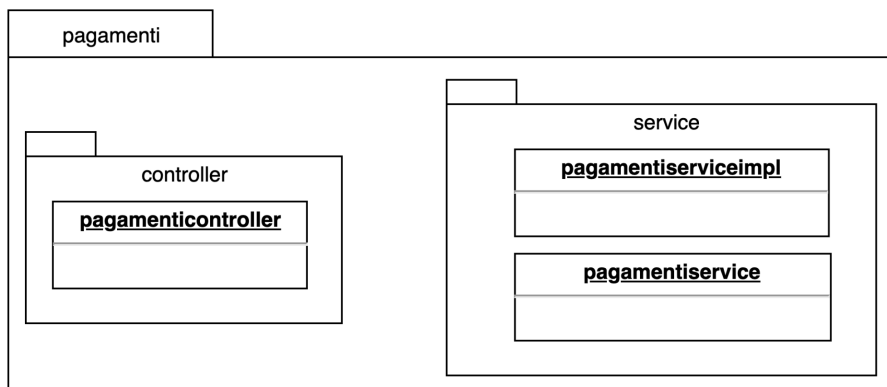 pagamenti
controller
pagamenticontroller
service
pagamentiserviceimpl
pagamentiservice